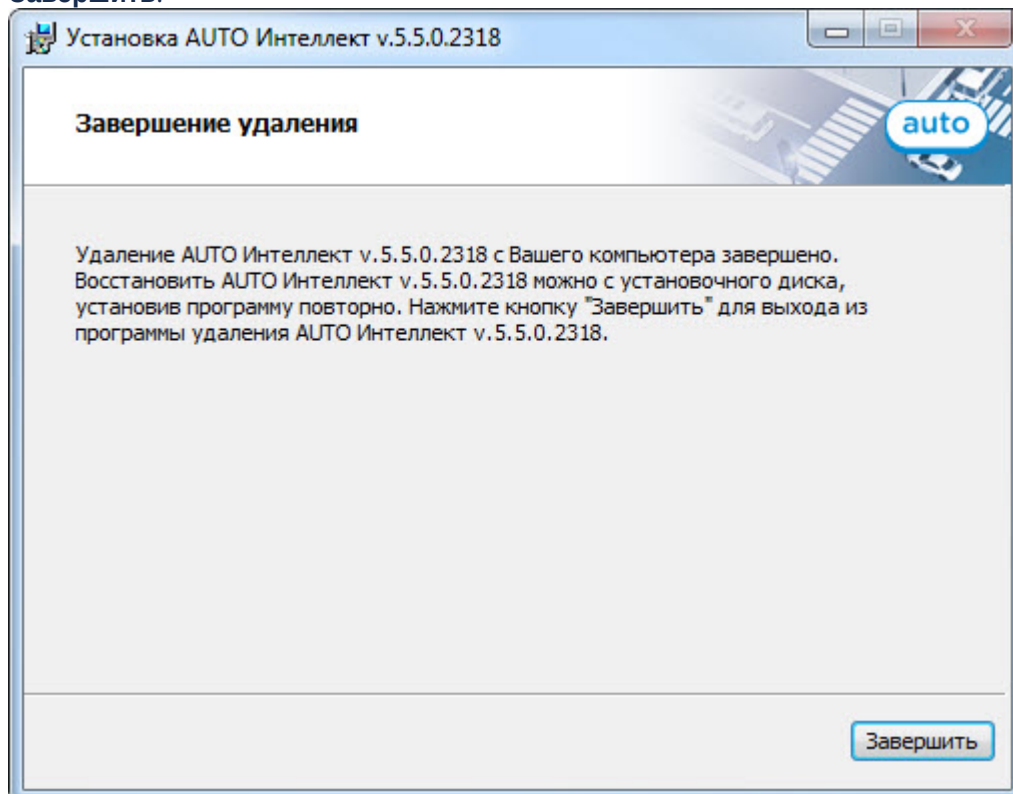 Завершить.
Установка AUTO Интеллект v.5.5.0.2318
Завершение удаления
auto
Удаление AUTO Интеллект v.5.5.0.2318 с Вашего компьютера завершено.
Восстановить AUTO Интеллект v.5.5.0.2318 можно с установочного диска,
установив программу повторно. Нажмите кнопку "Завершить" для выхода из
программы удаления AUTO Интеллект v.5.5.0.2318.
Завершить